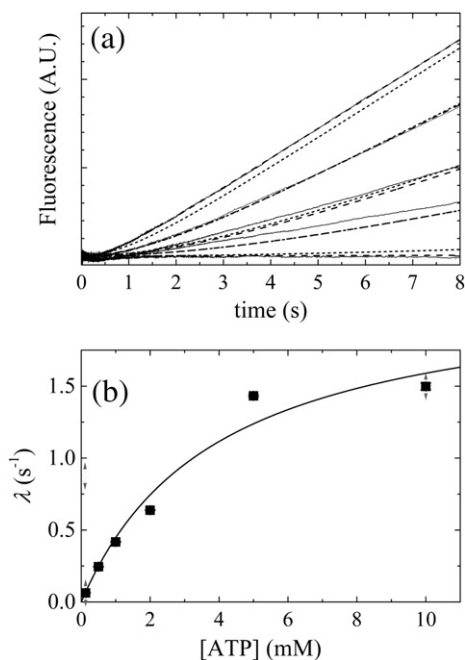 (a)
Fluorescence (A.U.)
0 1 2 3 4 5 6 7 8
time (s)
(b)
1.5
1.0
0.5
0.0
λ (s⁻¹)
0 2 4 6 8 10
[ATP] (mM)